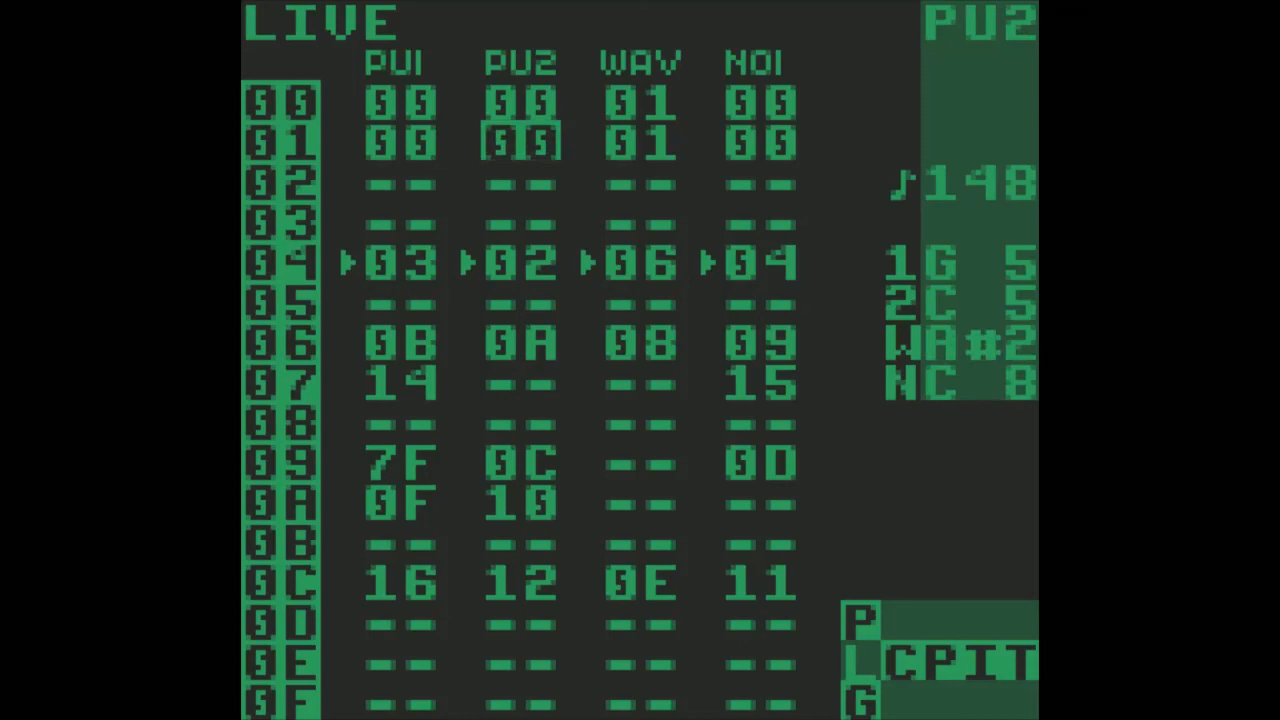 LIVE PU2
PU1 PU2 WAV NOI
00 00 00 01 00
01 00 00 01 00
02 -- -- -- -- ♪148
03 -- -- -- --
04 ▶03 ▶02 ▶06 ▶04 1G 5
05 -- -- -- -- 2C 5
06 0B 0A 08 09 WA#2
07 14 -- -- 15 NC 8
08 -- -- -- --
09 7F 0C -- 0D
0A 0F 10 -- --
0B -- -- -- --
0C 16 12 0E 11
0D -- -- -- -- P
0E -- -- -- -- LCPIT
0F -- -- -- -- G